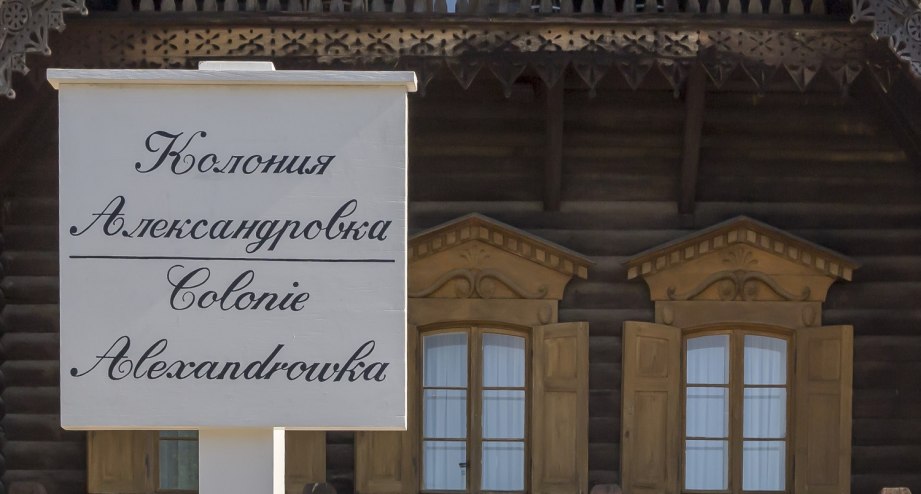 Колония
Александровка
Colonie
Alexandrowka